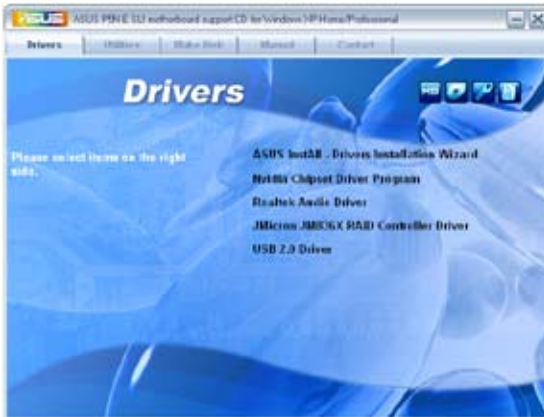 ASUS P5N-E SLI motherboard support CD for Windows XP Home/Professional
Drivers Utilities Make Disk Manual Contact
Drivers
Please select items on the right
side.
ASUS InstAll - Drivers Installation Wizard
Nvidia Chipset Driver Program
Realtek Audio Driver
JMicron JMB36X RAID Controller Driver
USB 2.0 Driver